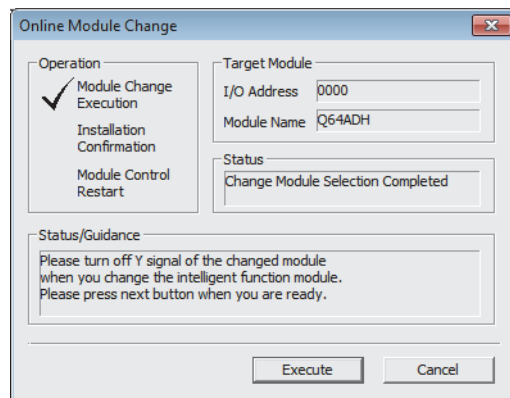 Online Module Change
Operation
Module Change
Execution
Installation
Confirmation
Module Control
Restart
Target Module
I/O Address 0000
Module Name Q64ADH
Status
Change Module Selection Completed
Status/Guidance
Please turn off Y signal of the changed module
when you change the intelligent function module.
Please press next button when you are ready.
Execute Cancel